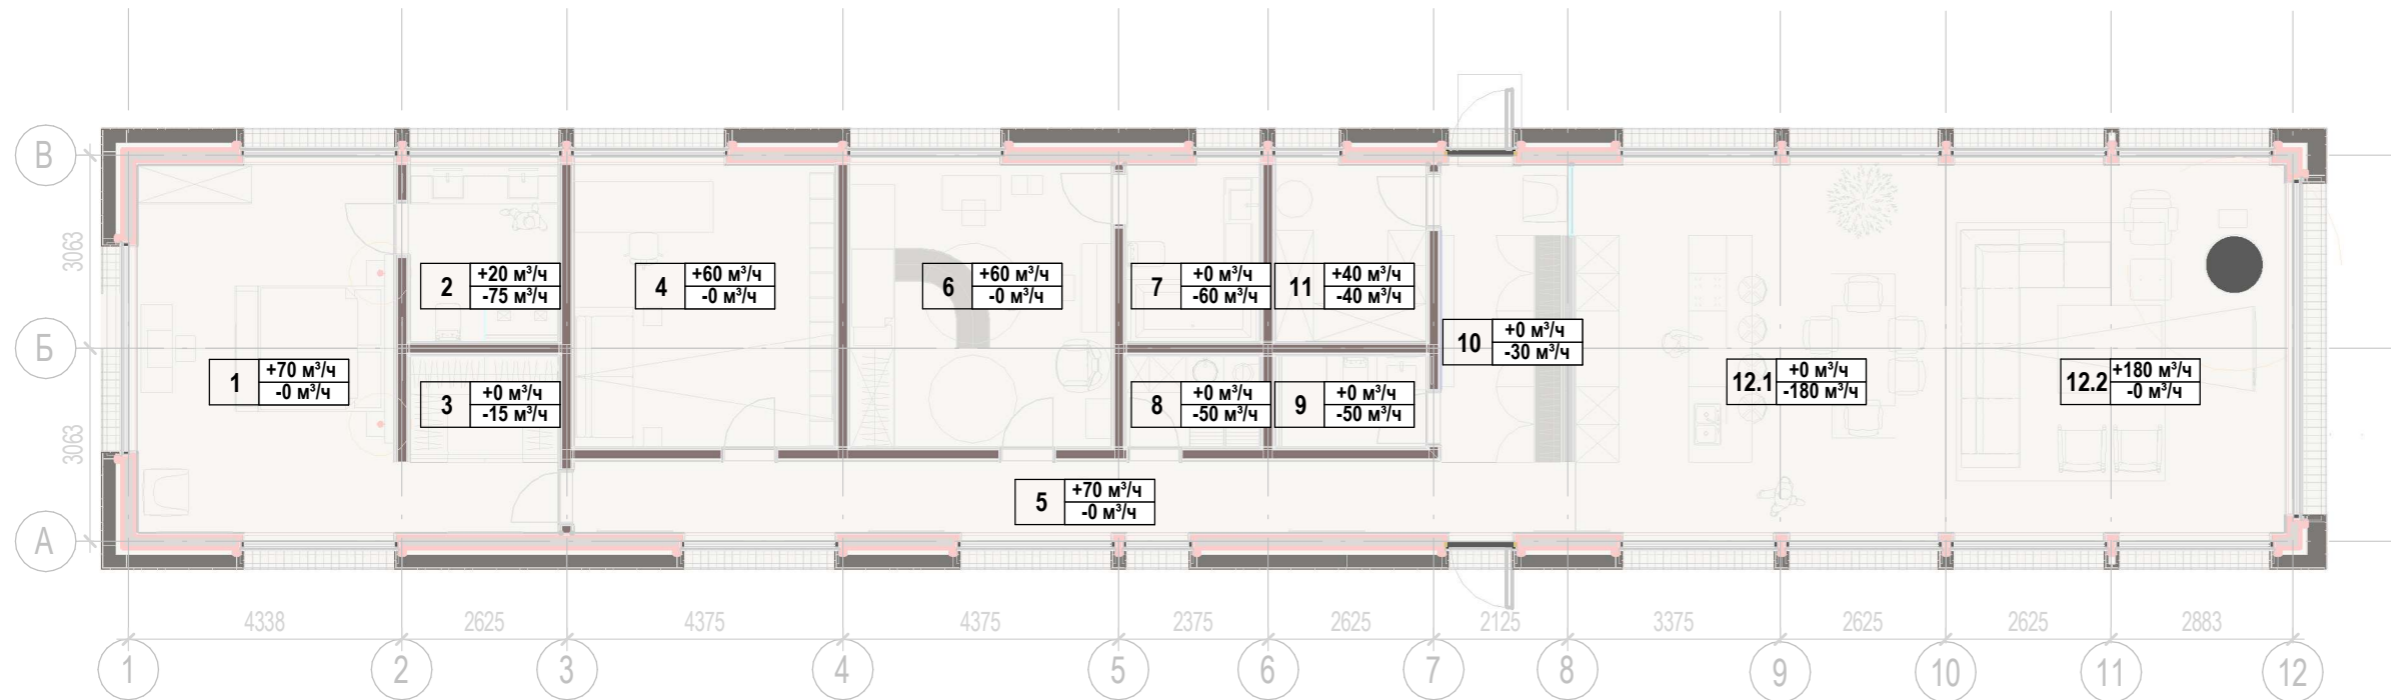 В
Б
А
3063
3063
1 +70 м³/ч
-0 м³/ч
2 +20 м³/ч
-75 м³/ч
3 +0 м³/ч
-15 м³/ч
4 +60 м³/ч
-0 м³/ч
6 +60 м³/ч
-0 м³/ч
7 +0 м³/ч
-60 м³/ч
11 +40 м³/ч
-40 м³/ч
8 +0 м³/ч
-50 м³/ч
9 +0 м³/ч
-50 м³/ч
10 +0 м³/ч
-30 м³/ч
12.1 +0 м³/ч
-180 м³/ч
12.2 +180 м³/ч
-0 м³/ч
5 +70 м³/ч
-0 м³/ч
4338 2625 4375 4375 2375 2625 2125 3375 2625 2625 2883
1 2 3 4 5 6 7 8 9 10 11 12